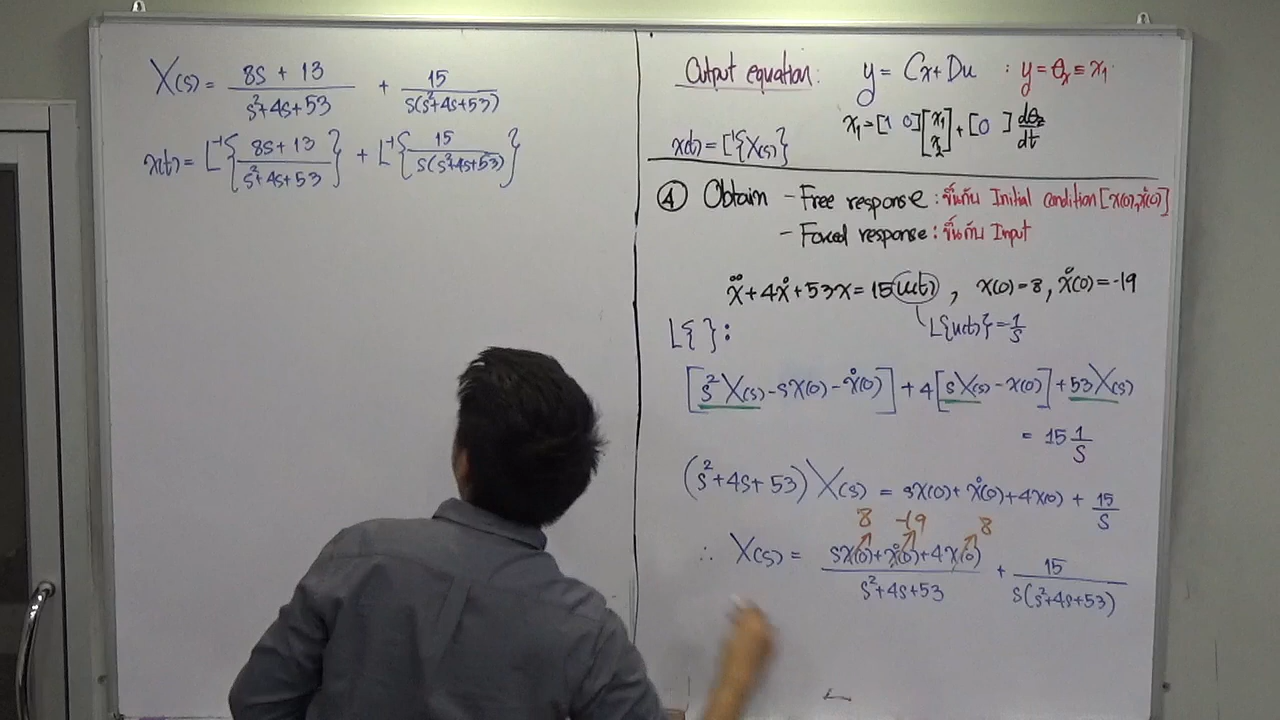 X(s) = (8s + 13)/(s²+4s+53) + 15/(s(s²+4s+53))
x(t) = L⁻¹{(8s + 13)/(s²+4s+53)} + L⁻¹{15/(s(s²+4s+53))}
Output equation: y = Cx + Du : y = θ₂ ≡ x₁
x₁ = [1 0][x₁ x₂] + [0] dθ₂/dt
x(t) = L⁻¹{X(s)}
④ Obtain - Free response : ขึ้นกับ Initial condition [x(0), ẋ(0)]
- Forced response : ขึ้นกับ Input
ẍ + 4ẋ + 53x = 15u(t) , x(0) = 8, ẋ(0) = -19
L{ } : L{u(t)} = 1/s
[s²X(s) - sx(0) - ẋ(0)] + 4[sX(s) - x(0)] + 53X(s)
= 15 1/s
(s² + 4s + 53) X(s) = sx(0) + ẋ(0) + 4x(0) + 15/s
8 -19 8
∴ X(s) = (sx(0) + ẋ(0) + 4x(0))/(s²+4s+53) + 15/(s(s²+4s+53))